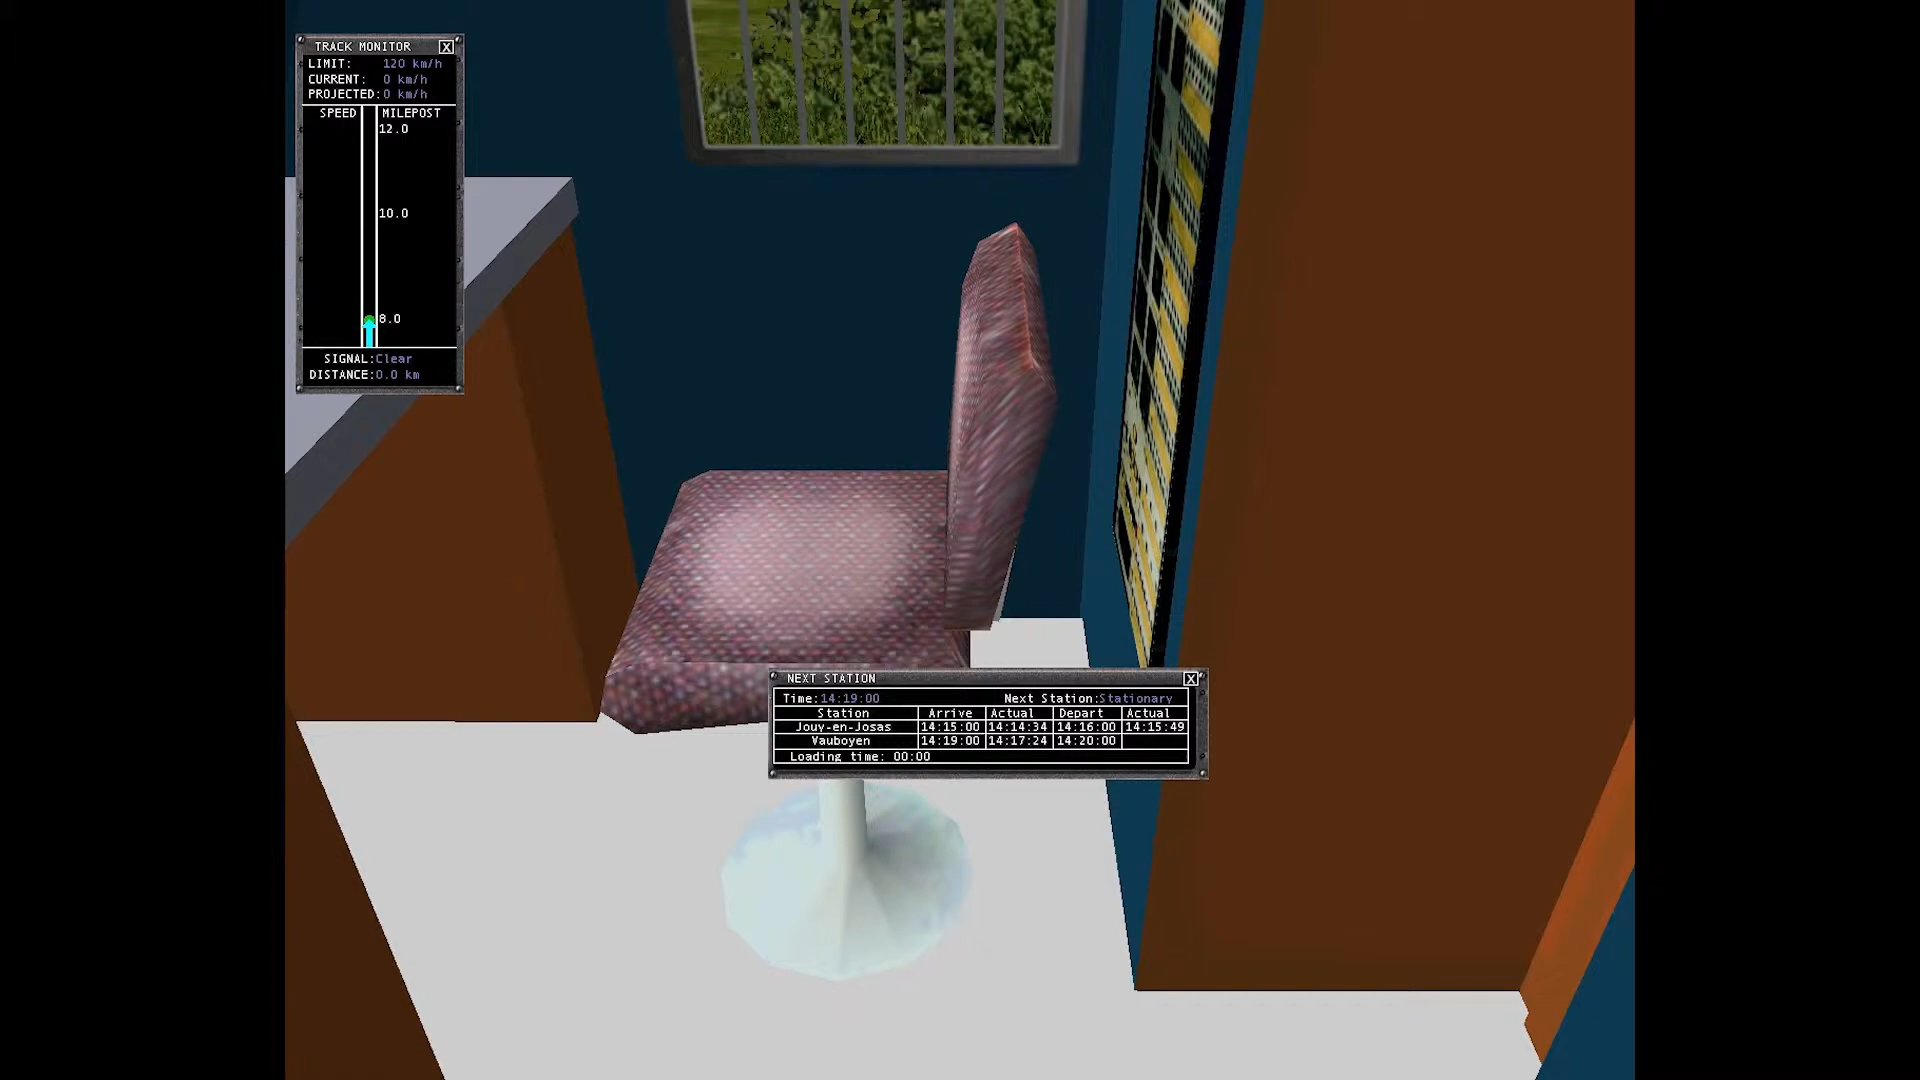 TRACK MONITOR X
LIMIT: 120 km/h
CURRENT: 0 km/h
PROJECTED: 0 km/h
SPEED MILEPOST
12.0
10.0
8.0
SIGNAL: Clear
DISTANCE: 0.0 km
NEXT STATION X
Time: 14:19:00 Next Station: Stationary
Station Arrive Actual Depart Actual
Jouy-en-Josas 14:15:00 14:14:34 14:16:00 14:15:49
Vauboyen 14:19:00 14:17:24 14:20:00
Loading time: 00:00